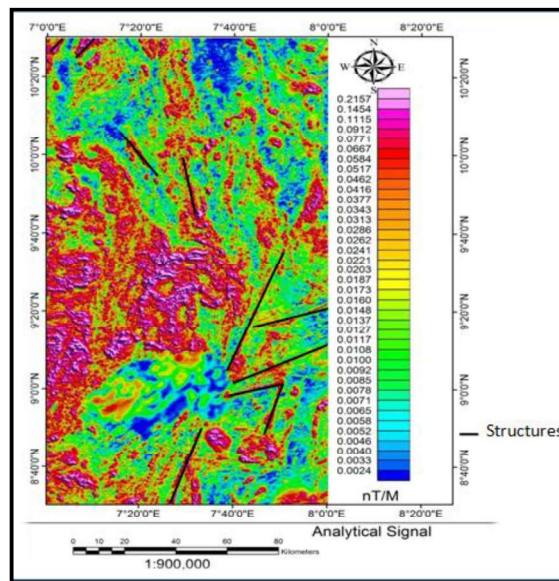 7°0'0"E 7°20'0"E 7°40'0"E 8°0'0"E 8°20'0"E
N
W E
S
10°20'0"N
10°0'0"N
9°40'0"N
9°20'0"N
9°0'0"N
8°40'0"N
10°20'0"N
10°0'0"N
9°40'0"N
9°20'0"N
9°0'0"N
8°40'0"N
0.2157
0.1454
0.1115
0.0912
0.0771
0.0667
0.0584
0.0517
0.0462
0.0416
0.0377
0.0343
0.0313
0.0286
0.0262
0.0241
0.0221
0.0203
0.0187
0.0173
0.0160
0.0148
0.0137
0.0127
0.0117
0.0108
0.0100
0.0092
0.0085
0.0078
0.0071
0.0065
0.0058
0.0052
0.0046
0.0040
0.0033
0.0024
nT/M
Structures
7°20'0"E 7°40'0"E 8°0'0"E 8°20'0"E
Analytical Signal
0 10 20 40 60 80
Kilometers
1:900,000